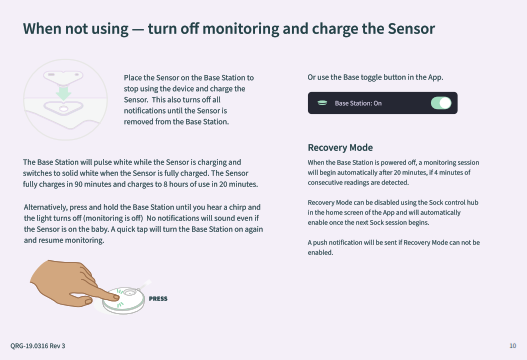 When not using — turn off monitoring and charge the Sensor
Place the Sensor on the Base Station to
stop using the device and charge the
Sensor. This also turns off all
notifications until the Sensor is
removed from the Base Station.
The Base Station will pulse white while the Sensor is charging and
switches to solid white when the Sensor is fully charged. The Sensor
fully charges in 90 minutes and charges to 8 hours of use in 20 minutes.
Alternatively, press and hold the Base Station until you hear a chirp and
the light turns off (monitoring is off) No notifications will sound even if
the Sensor is on the baby. A quick tap will turn the Base Station on again
and resume monitoring.
PRESS
Or use the Base toggle button in the App.
Base Station: On
Recovery Mode
When the Base Station is powered off, a monitoring session
will begin automatically after 20 minutes, if 4 minutes of
consecutive readings are detected.
Recovery Mode can be disabled using the Sock control hub
in the home screen of the App and will automatically
enable once the next Sock session begins.
A push notification will be sent if Recovery Mode can not be
enabled.
QRG-19.0316 Rev 3
10